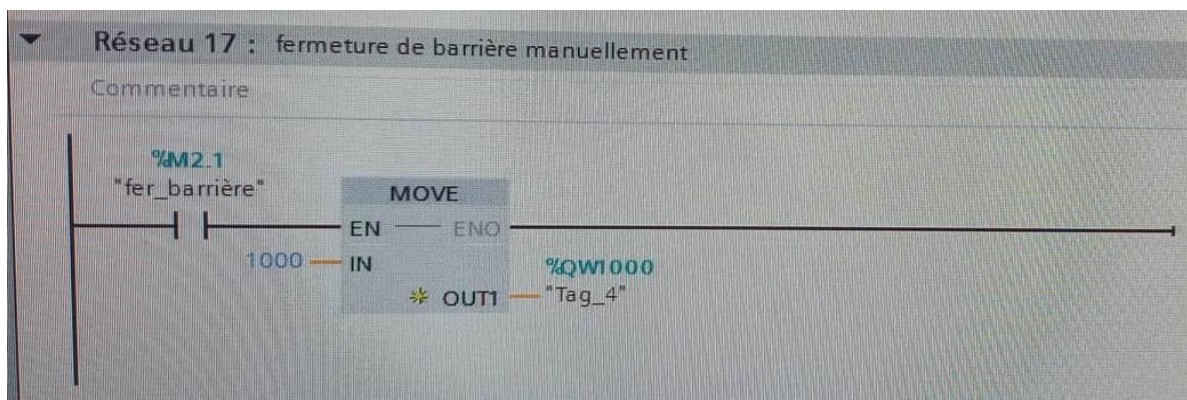 Réseau 17 : fermeture de barrière manuellement
Commentaire
%M2.1
"fer_barrière"
MOVE
EN ENO
1000 IN
%QW1000
OUT1 "Tag_4"